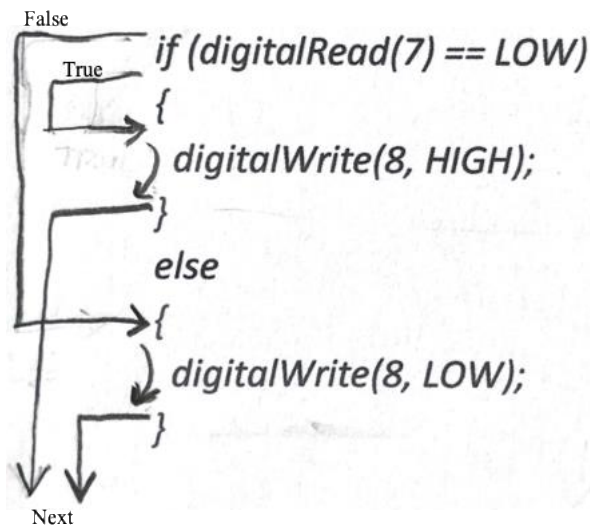 False
if (digitalRead(7) == LOW)
True
{
digitalWrite(8, HIGH);
}
else
{
digitalWrite(8, LOW);
}
Next